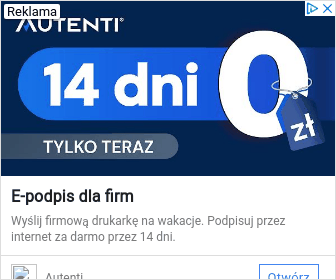 Reklama
AUTENTI
14 dni 0 zł
TYLKO TERAZ
E-podpis dla firm
Wyślij firmową drukarkę na wakacje. Podpisuj przez
internet za darmo przez 14 dni.
Autenti
Otwórz